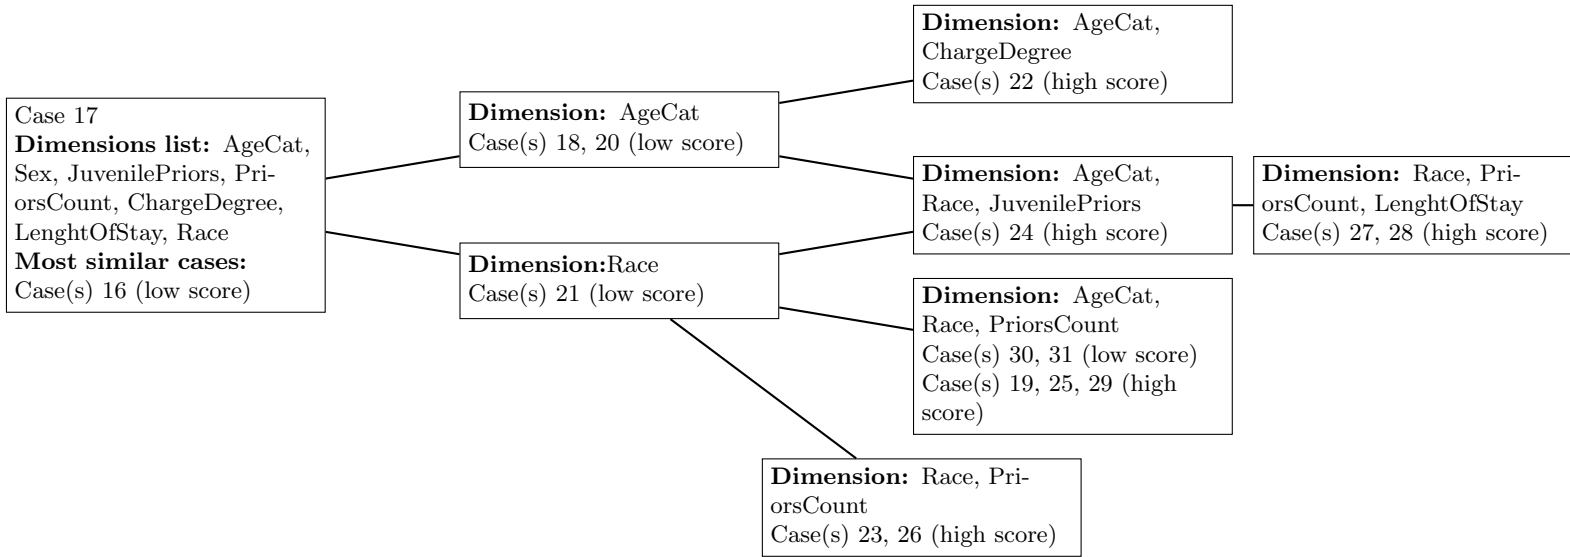 Case 17
Dimensions list: AgeCat,
Sex, JuvenilePriors, Pri-
orsCount, ChargeDegree,
LenghtOfStay, Race
Most similar cases:
Case(s) 16 (low score)
Dimension: AgeCat
Case(s) 18, 20 (low score)
Dimension:Race
Case(s) 21 (low score)
Dimension: AgeCat,
ChargeDegree
Case(s) 22 (high score)
Dimension: AgeCat,
Race, JuvenilePriors
Case(s) 24 (high score)
Dimension: Race, Pri-
orsCount, LenghtOfStay
Case(s) 27, 28 (high score)
Dimension: AgeCat,
Race, PriorsCount
Case(s) 30, 31 (low score)
Case(s) 19, 25, 29 (high
score)
Dimension: Race, Pri-
orsCount
Case(s) 23, 26 (high score)